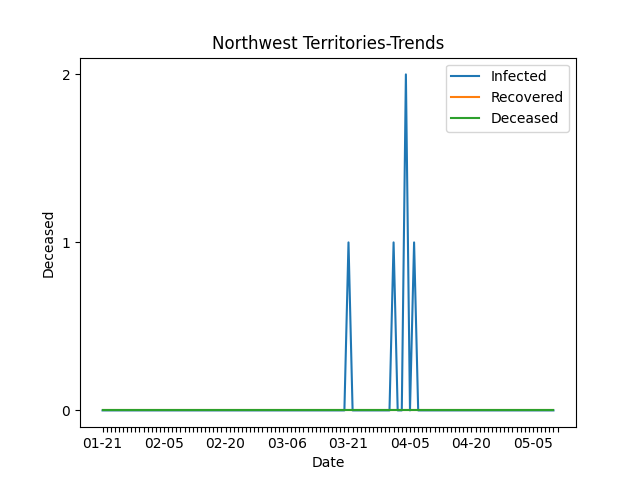 Northwest Territories-Trends
Infected
Recovered
Deceased
2
1
0
Deceased
01-21 02-05 02-20 03-06 03-21 04-05 04-20 05-05
Date